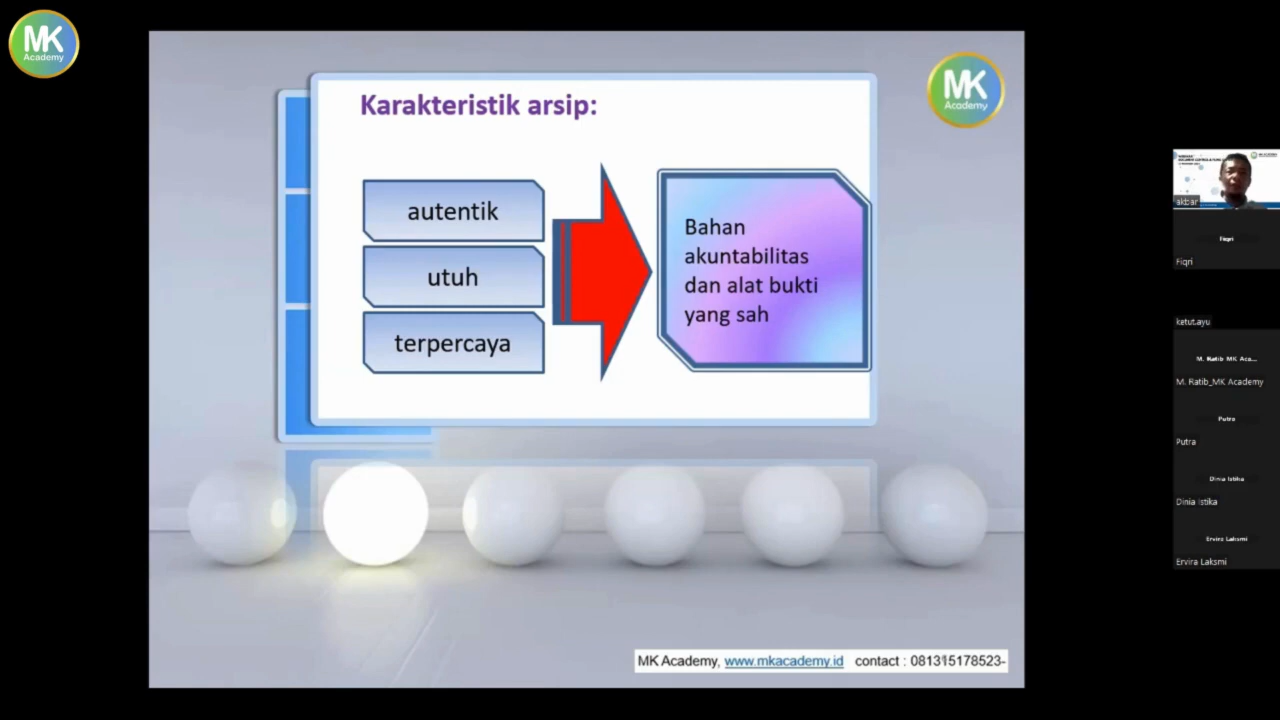 MK
Academy
Karakteristik arsip:
MK
Academy
autentik
utuh
terpercaya
Bahan
akuntabilitas
dan alat bukti
yang sah
MK Academy, www.mkacademy.id contact : 081315178523-
akbar
Fiqri
Fiqri
ketut.ayu
M. Ratib MK Aca...
M. Ratib_MK Academy
Putra
Putra
Dinia Istika
Dinia Istika
Ervira Laksmi
Ervira Laksmi